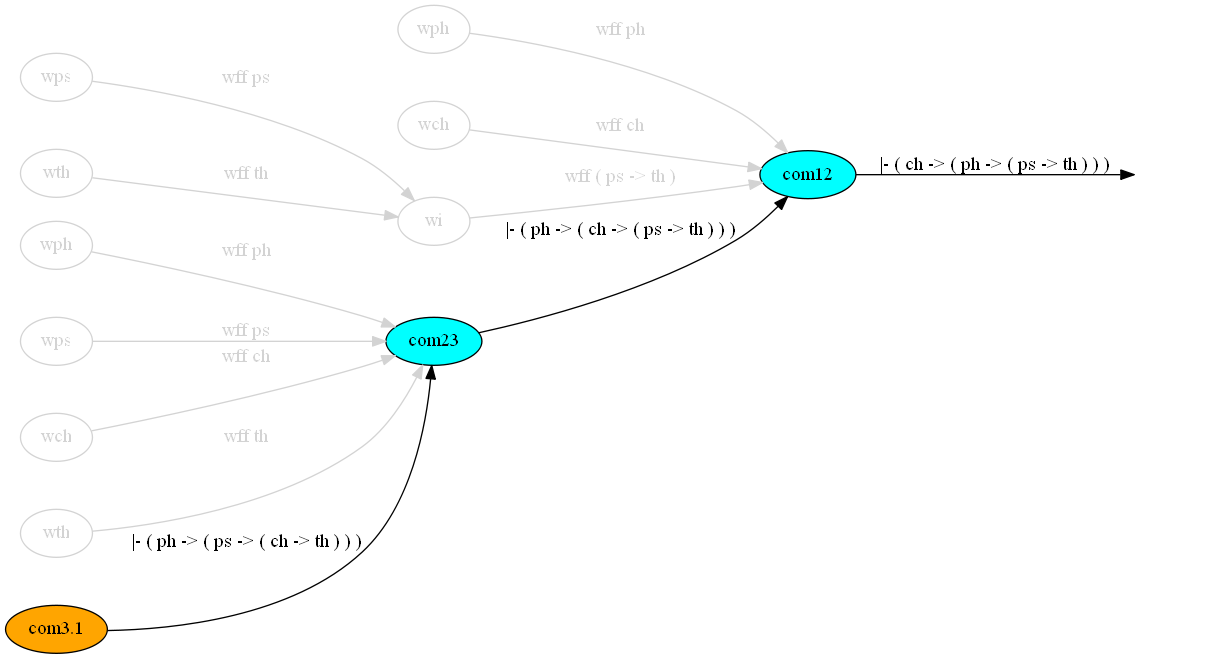 wph
wff ph
wps
wff ps
wch
wff ch
wth
wff th
com12
|- ( ch -> ( ph -> ( ps -> th ) ) )
wff ( ps -> th )
wi
|- ( ph -> ( ch -> ( ps -> th ) ) )
wph
wff ph
wps
wff ps
com23
wff ch
wch
wff th
wth
|- ( ph -> ( ps -> ( ch -> th ) ) )
com3.1